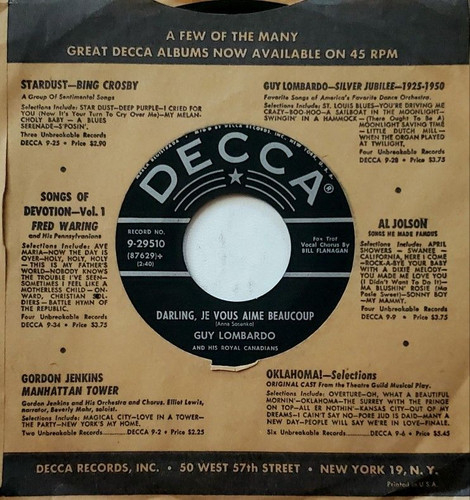 A FEW OF THE MANY
GREAT DECCA ALBUMS NOW AVAILABLE ON 45 RPM
STARDUST—BING CROSBY
A Group Of Sentimental Songs
Selections Include: STAR DUST—DEEP PURPLE—I CRIED FOR
YOU (Now It's Your Turn To Cry Over Me)—MY MELAN-
CHOLY BABY — A BLUES
SERENADE—S'POSIN'.
Three Unbreakable Records
DECCA 9-25 • Price $2.90
GUY LOMBARDO—SILVER JUBILEE—1925-1950
Favorite Songs of America's Favorite Dance Orchestra.
Selections Include: ST. LOUIS BLUES—YOU'RE DRIVING ME
CRAZY—BOO-HOO—A SAILBOAT IN THE MOONLIGHT—
SWINGIN' IN A HAMMOCK
— (There Ought To Be A)
MOONLIGHT SAVING TIME
— LITTLE DUTCH MILL —
WHEN THE ORGAN PLAYED
AT TWILIGHT.
Four Unbreakable Records
DECCA 9-28 • Price $3.75
SONGS OF
DEVOTION—Vol. 1
FRED WARING
and His Pennsylvanians
Selections Include: AVE
MARIA—NOW THE DAY IS
OVER—HOLY, HOLY, HOLY
— THIS IS MY FATHER'S
WORLD—NOBODY KNOWS
THE TROUBLE I'VE SEEN—
SOMETIMES I FEEL LIKE A
MOTHERLESS CHILD — ON-
WARD, CHRISTIAN SOL-
DIERS—BATTLE HYMN OF
THE REPUBLIC.
Four Unbreakable Records
DECCA 9-34 • Price $3.75
DECCA®
RECORD NO.
9-29510
(87629)+
(2:40)
Fox Trot
Vocal Chorus By
BILL FLANAGAN
DARLING, JE VOUS AIME BEAUCOUP
(Anna Sosenko)
GUY LOMBARDO
AND HIS ROYAL CANADIANS
AL JOLSON
SONGS HE MADE FAMOUS
Selections Include: APRIL
SHOWERS — SWANEE —
CALIFORNIA, HERE I COME
—ROCK-A-BYE YOUR BABY
WITH A DIXIE MELODY—
YOU MADE ME LOVE YOU
(I Didn't Want To Do It)—
MA BLUSHIN' ROSIE (Ma
Posie Sweet)—SONNY BOY
—MY MAMMY.
Four Unbreakable Records
DECCA 9-9 • Price $3.75
GORDON JENKINS
MANHATTAN TOWER
Gordon Jenkins and His Orchestra and Chorus. Elliot Lewis,
narrator, Beverly Mahr, soloist.
Selections Include: MAGICAL CITY—LOVE IN A TOWER—
THE PARTY—NEW YORK'S MY HOME.
Two Unbreakable Records DECCA 9-2 • Price $2.25
OKLAHOMA!—Selections
ORIGINAL CAST From the Theatre Guild Musical Play.
Selections Include: OVERTURE—OH, WHAT A BEAUTIFUL
MORNIN'—OKLAHOMA—THE SURREY WITH THE FRINGE
ON TOP—ALL ER NOTHIN'—KANSAS CITY—OUT OF MY
DREAMS—I CAIN'T SAY NO—PORE JUD IS DAID—MANY A
NEW DAY—PEOPLE WILL SAY WE'RE IN LOVE—FINALE.
Six Unbreakable Records DECCA 9-6 • Price $5.45
DECCA RECORDS, INC. • 50 WEST 57th STREET • NEW YORK 19, N. Y.
Printed in U.S.A.